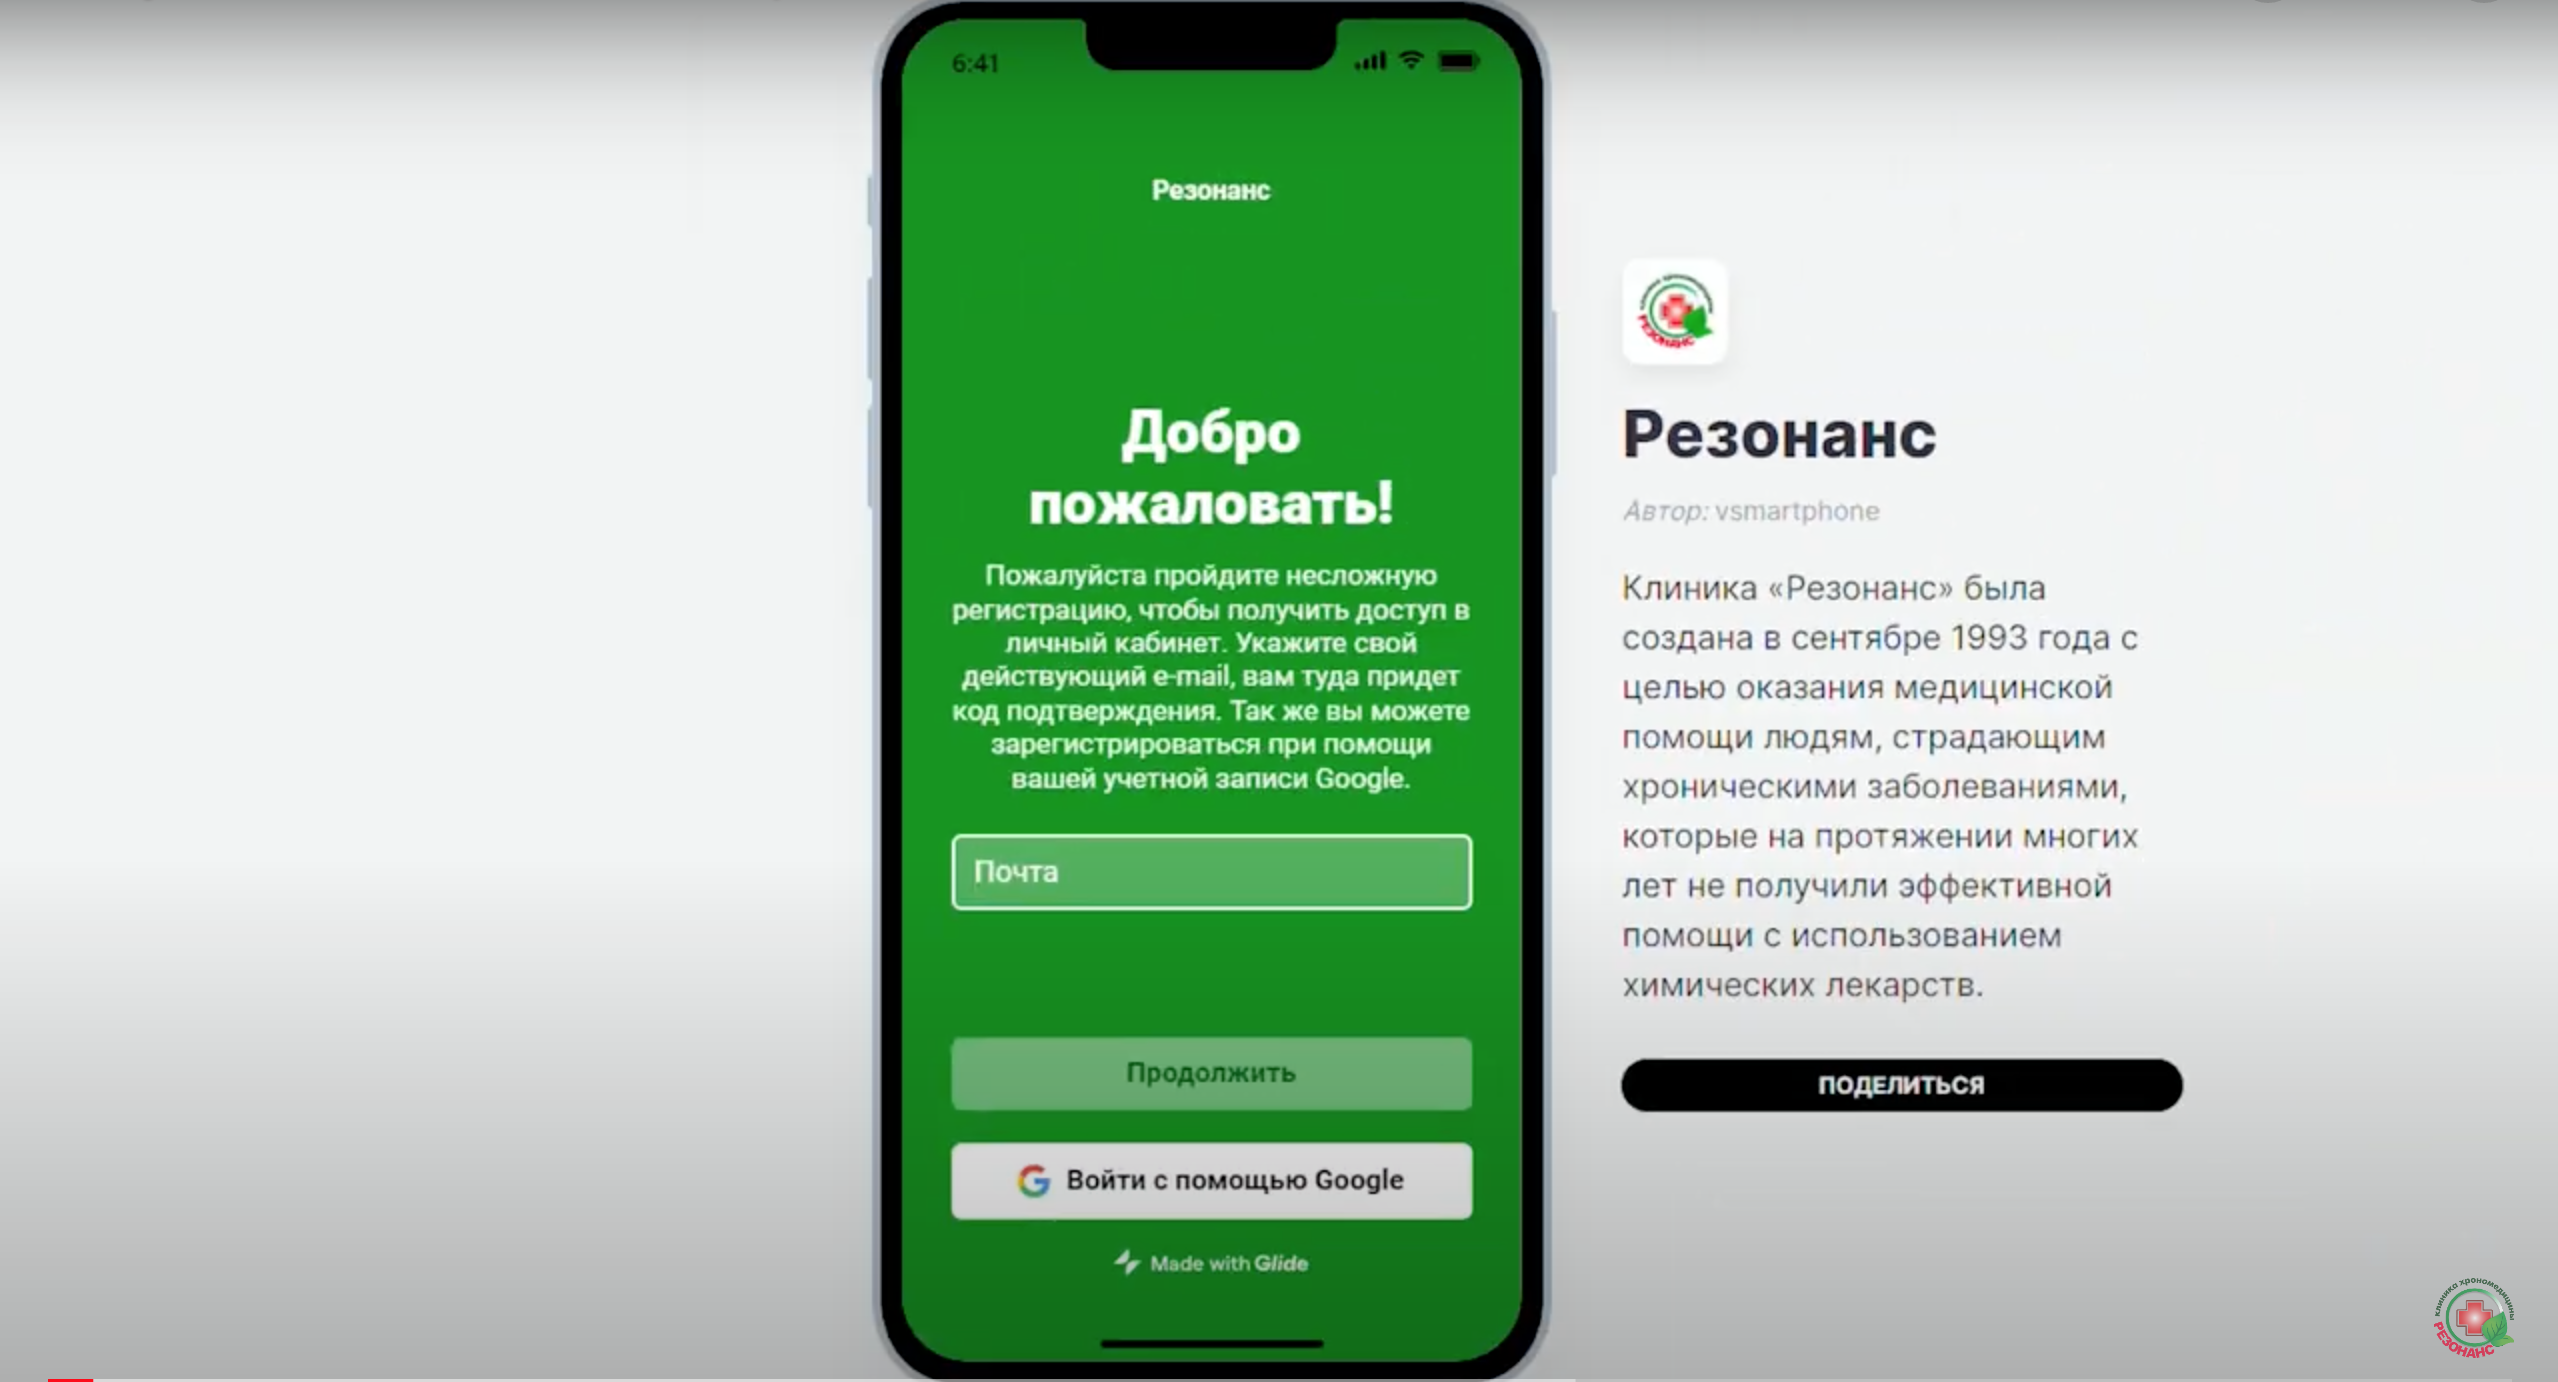 6:41
Резонанс
Добро
пожаловать!
Пожалуйста пройдите несложную
регистрацию, чтобы получить доступ в
личный кабинет. Укажите свой
действующий e-mail, вам туда придет
код подтверждения. Так же вы можете
зарегистрироваться при помощи
вашей учетной записи Google.
Почта
Продолжить
Войти с помощью Google
Made with Glide
РЕЗОНАНС
Резонанс
Автор: vsmartphone
Клиника «Резонанс» была
создана в сентябре 1993 года с
целью оказания медицинской
помощи людям, страдающим
хроническими заболеваниями,
которые на протяжении многих
лет не получили эффективной
помощи с использованием
химических лекарств.
ПОДЕЛИТЬСЯ
клиника хрономедицины
РЕЗОНАНС